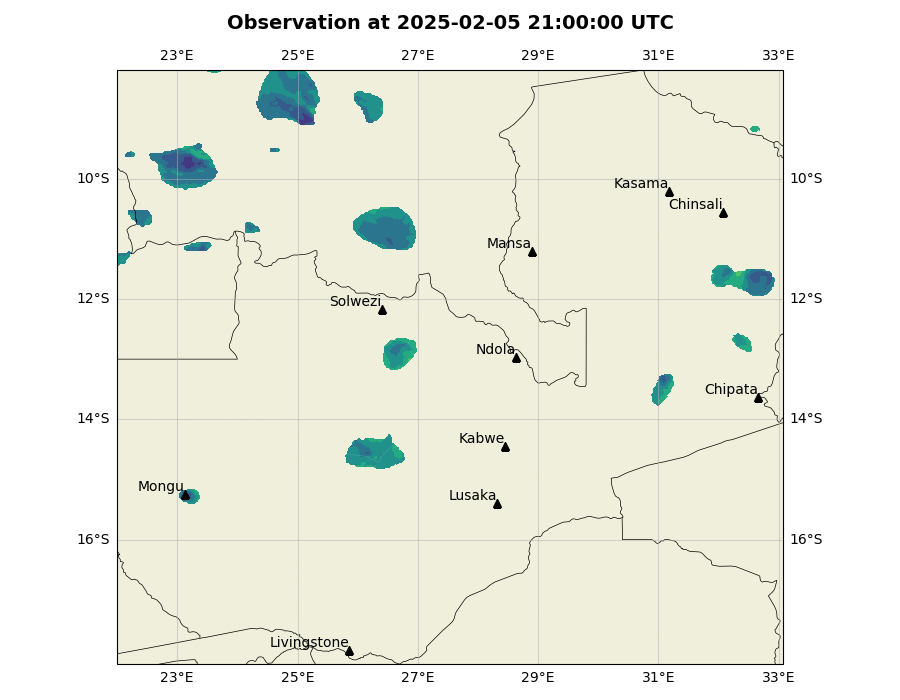 Observation at 2025-02-05 21:00:00 UTC
23°E 25°E 27°E 29°E 31°E 33°E
10°S 10°S
Kasama
Chinsali
Mansa
12°S 12°S
Solwezi
Ndola
Chipata
14°S 14°S
Kabwe
Mongu
Lusaka
16°S 16°S
Livingstone
23°E 25°E 27°E 29°E 31°E 33°E